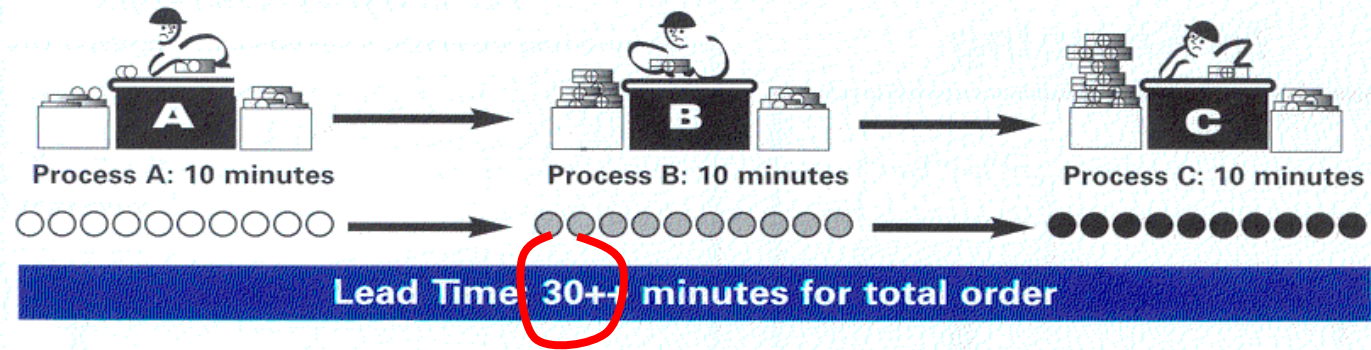 A B C
Process A: 10 minutes Process B: 10 minutes Process C: 10 minutes
Lead Time: 30++ minutes for total order